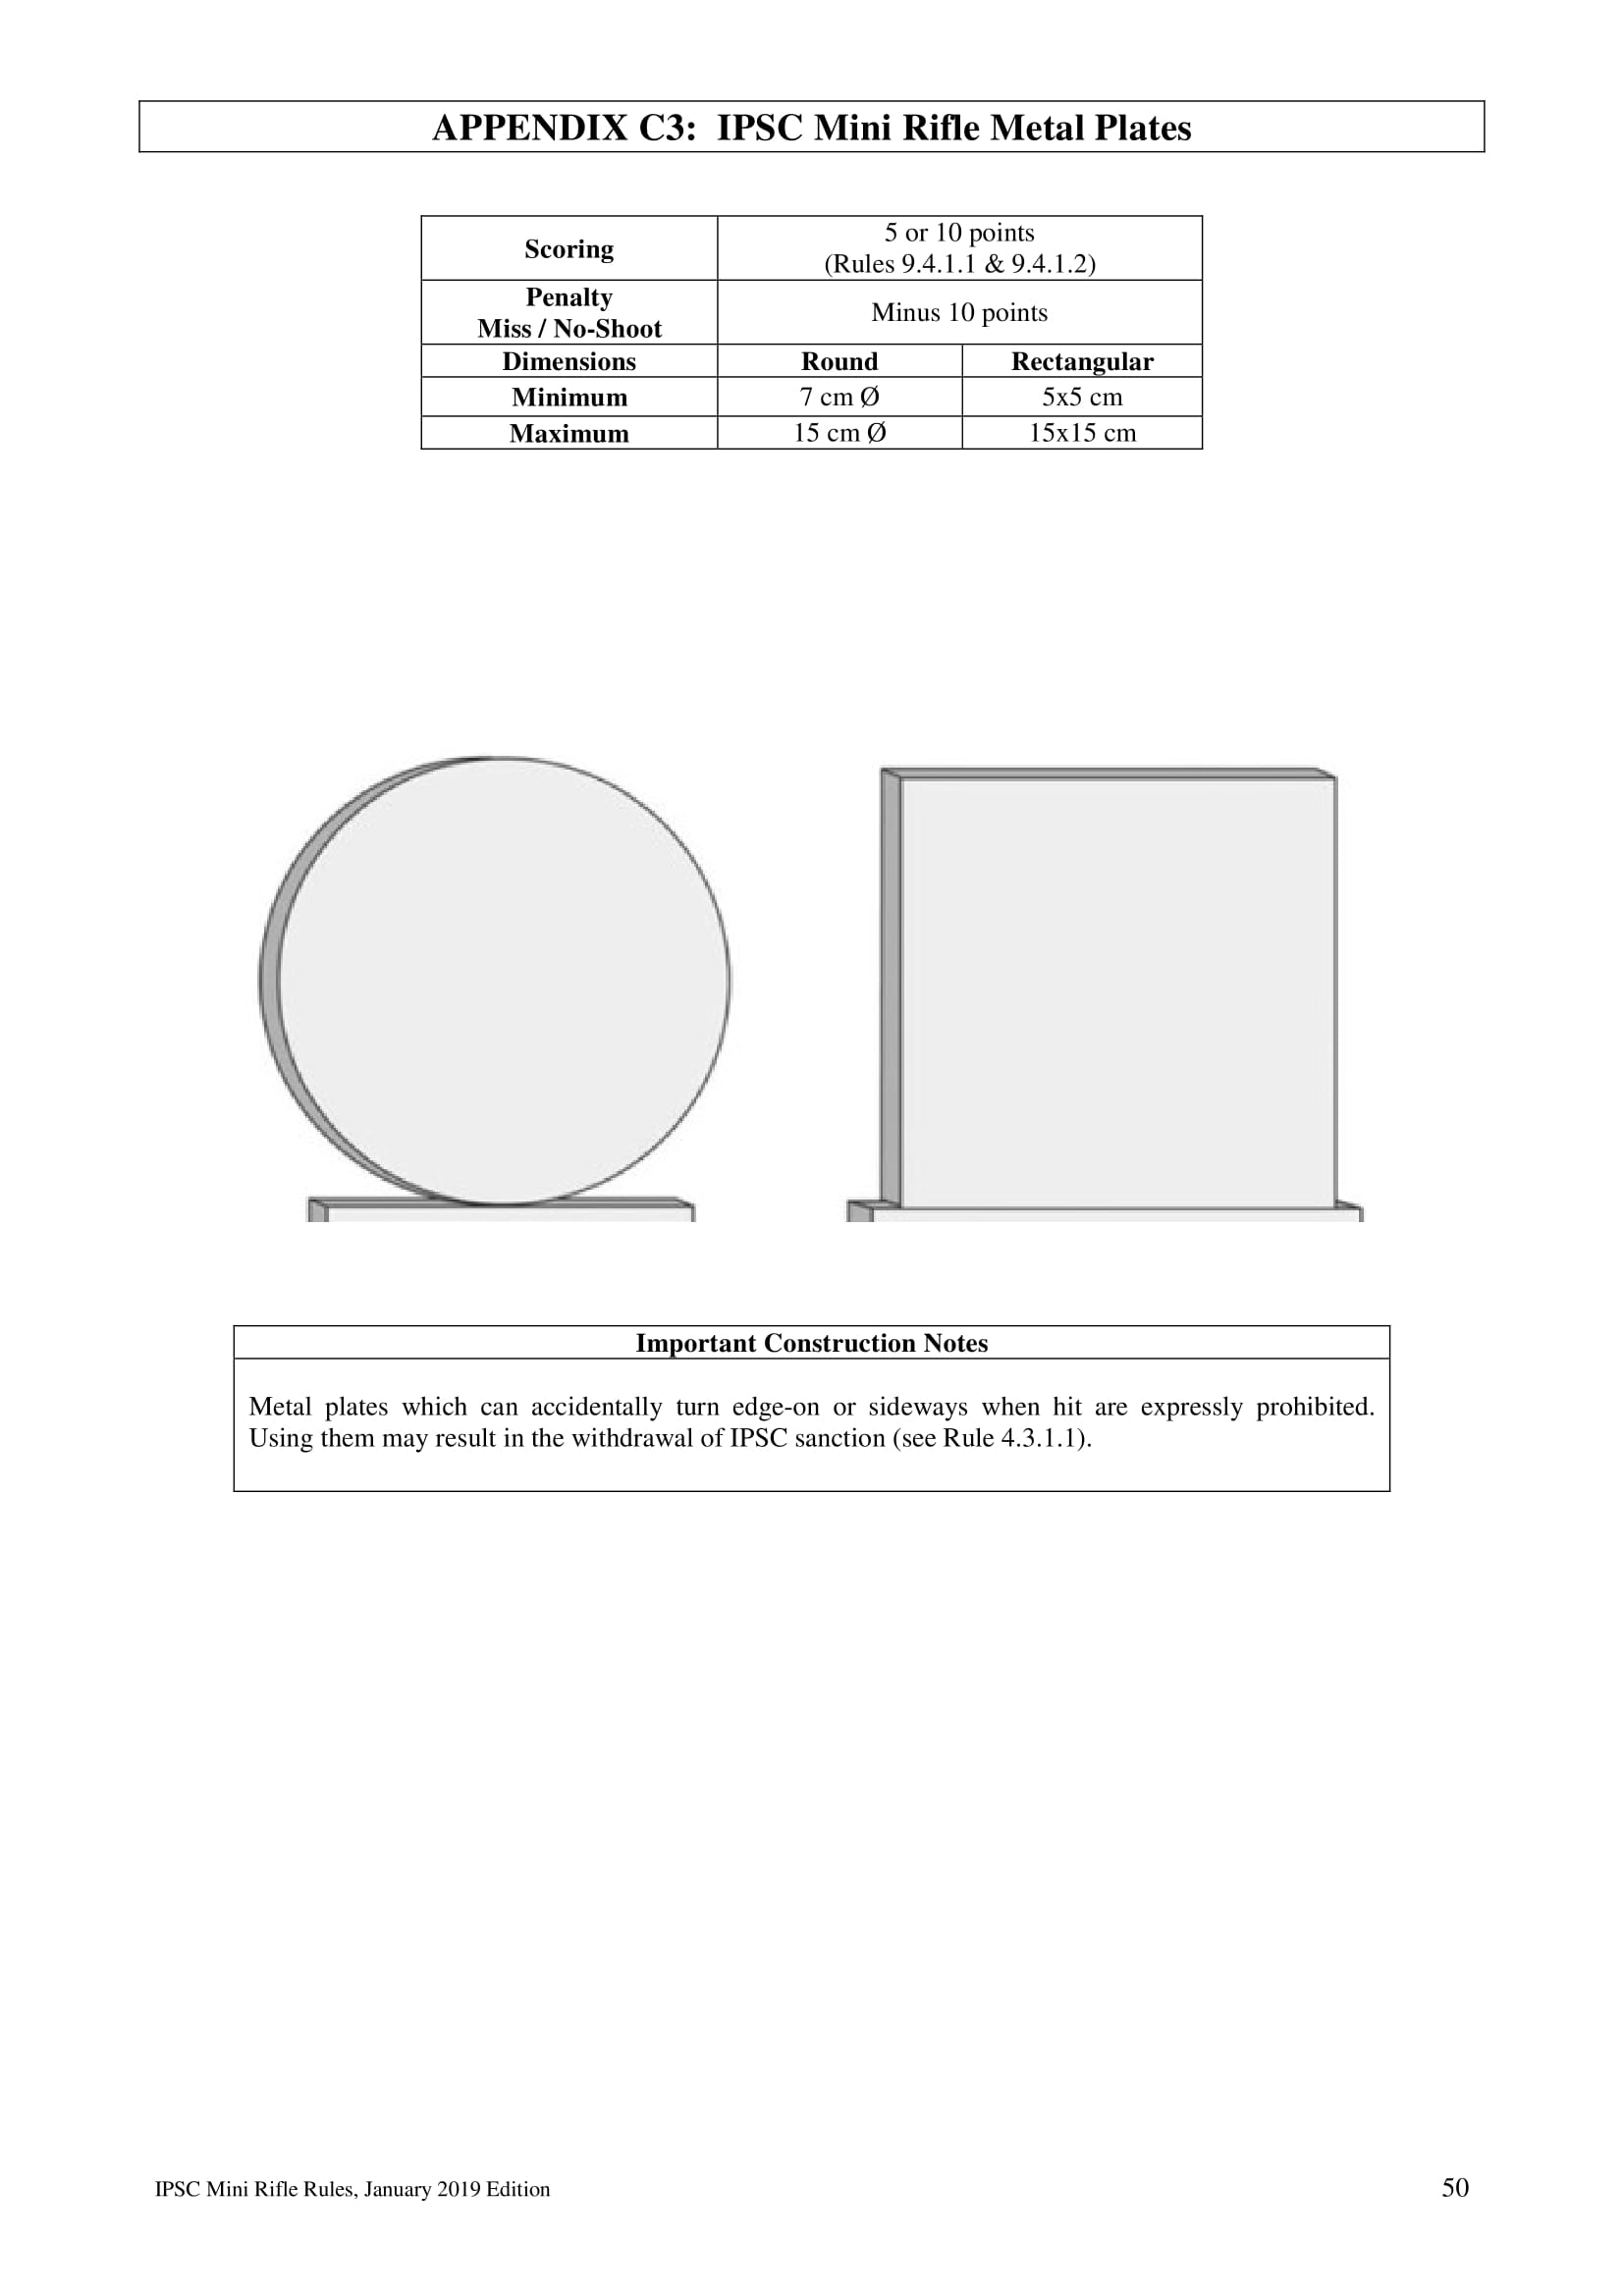 APPENDIX C3: IPSC Mini Rifle Metal Plates
Scoring
5 or 10 points
(Rules 9.4.1.1 & 9.4.1.2)
Penalty
Miss / No-Shoot
Minus 10 points
Dimensions Round Rectangular
Minimum 7 cm Ø 5x5 cm
Maximum 15 cm Ø 15x15 cm
Important Construction Notes
Metal plates which can accidentally turn edge-on or sideways when hit are expressly prohibited.
Using them may result in the withdrawal of IPSC sanction (see Rule 4.3.1.1).
IPSC Mini Rifle Rules, January 2019 Edition 50